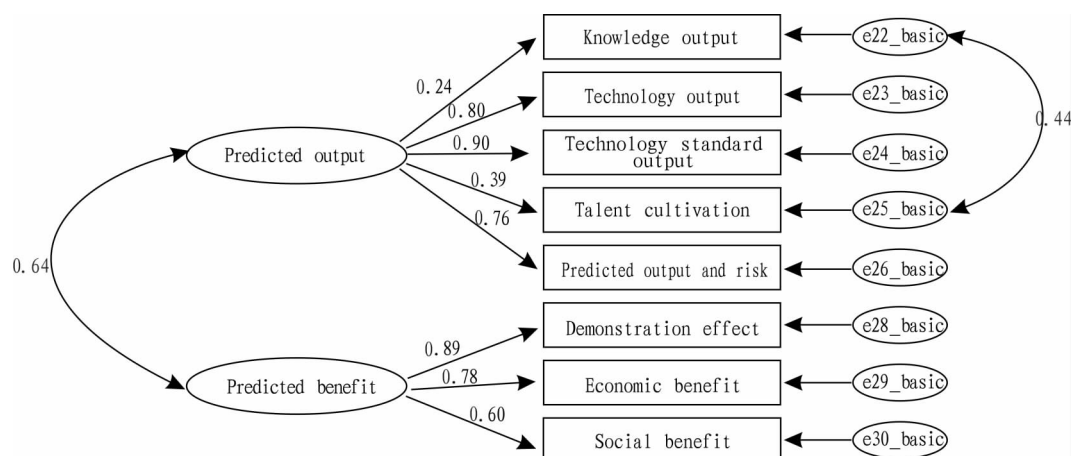 Knowledge output
e22_basic
0.24
Technology output
e23_basic
0.80
0.44
Predicted output
0.90
Technology standard
output
e24_basic
0.39
Talent cultivation
e25_basic
0.76
0.64
Predicted output and risk
e26_basic
Demonstration effect
e28_basic
0.89
Predicted benefit
0.78
Economic benefit
e29_basic
0.60
Social benefit
e30_basic